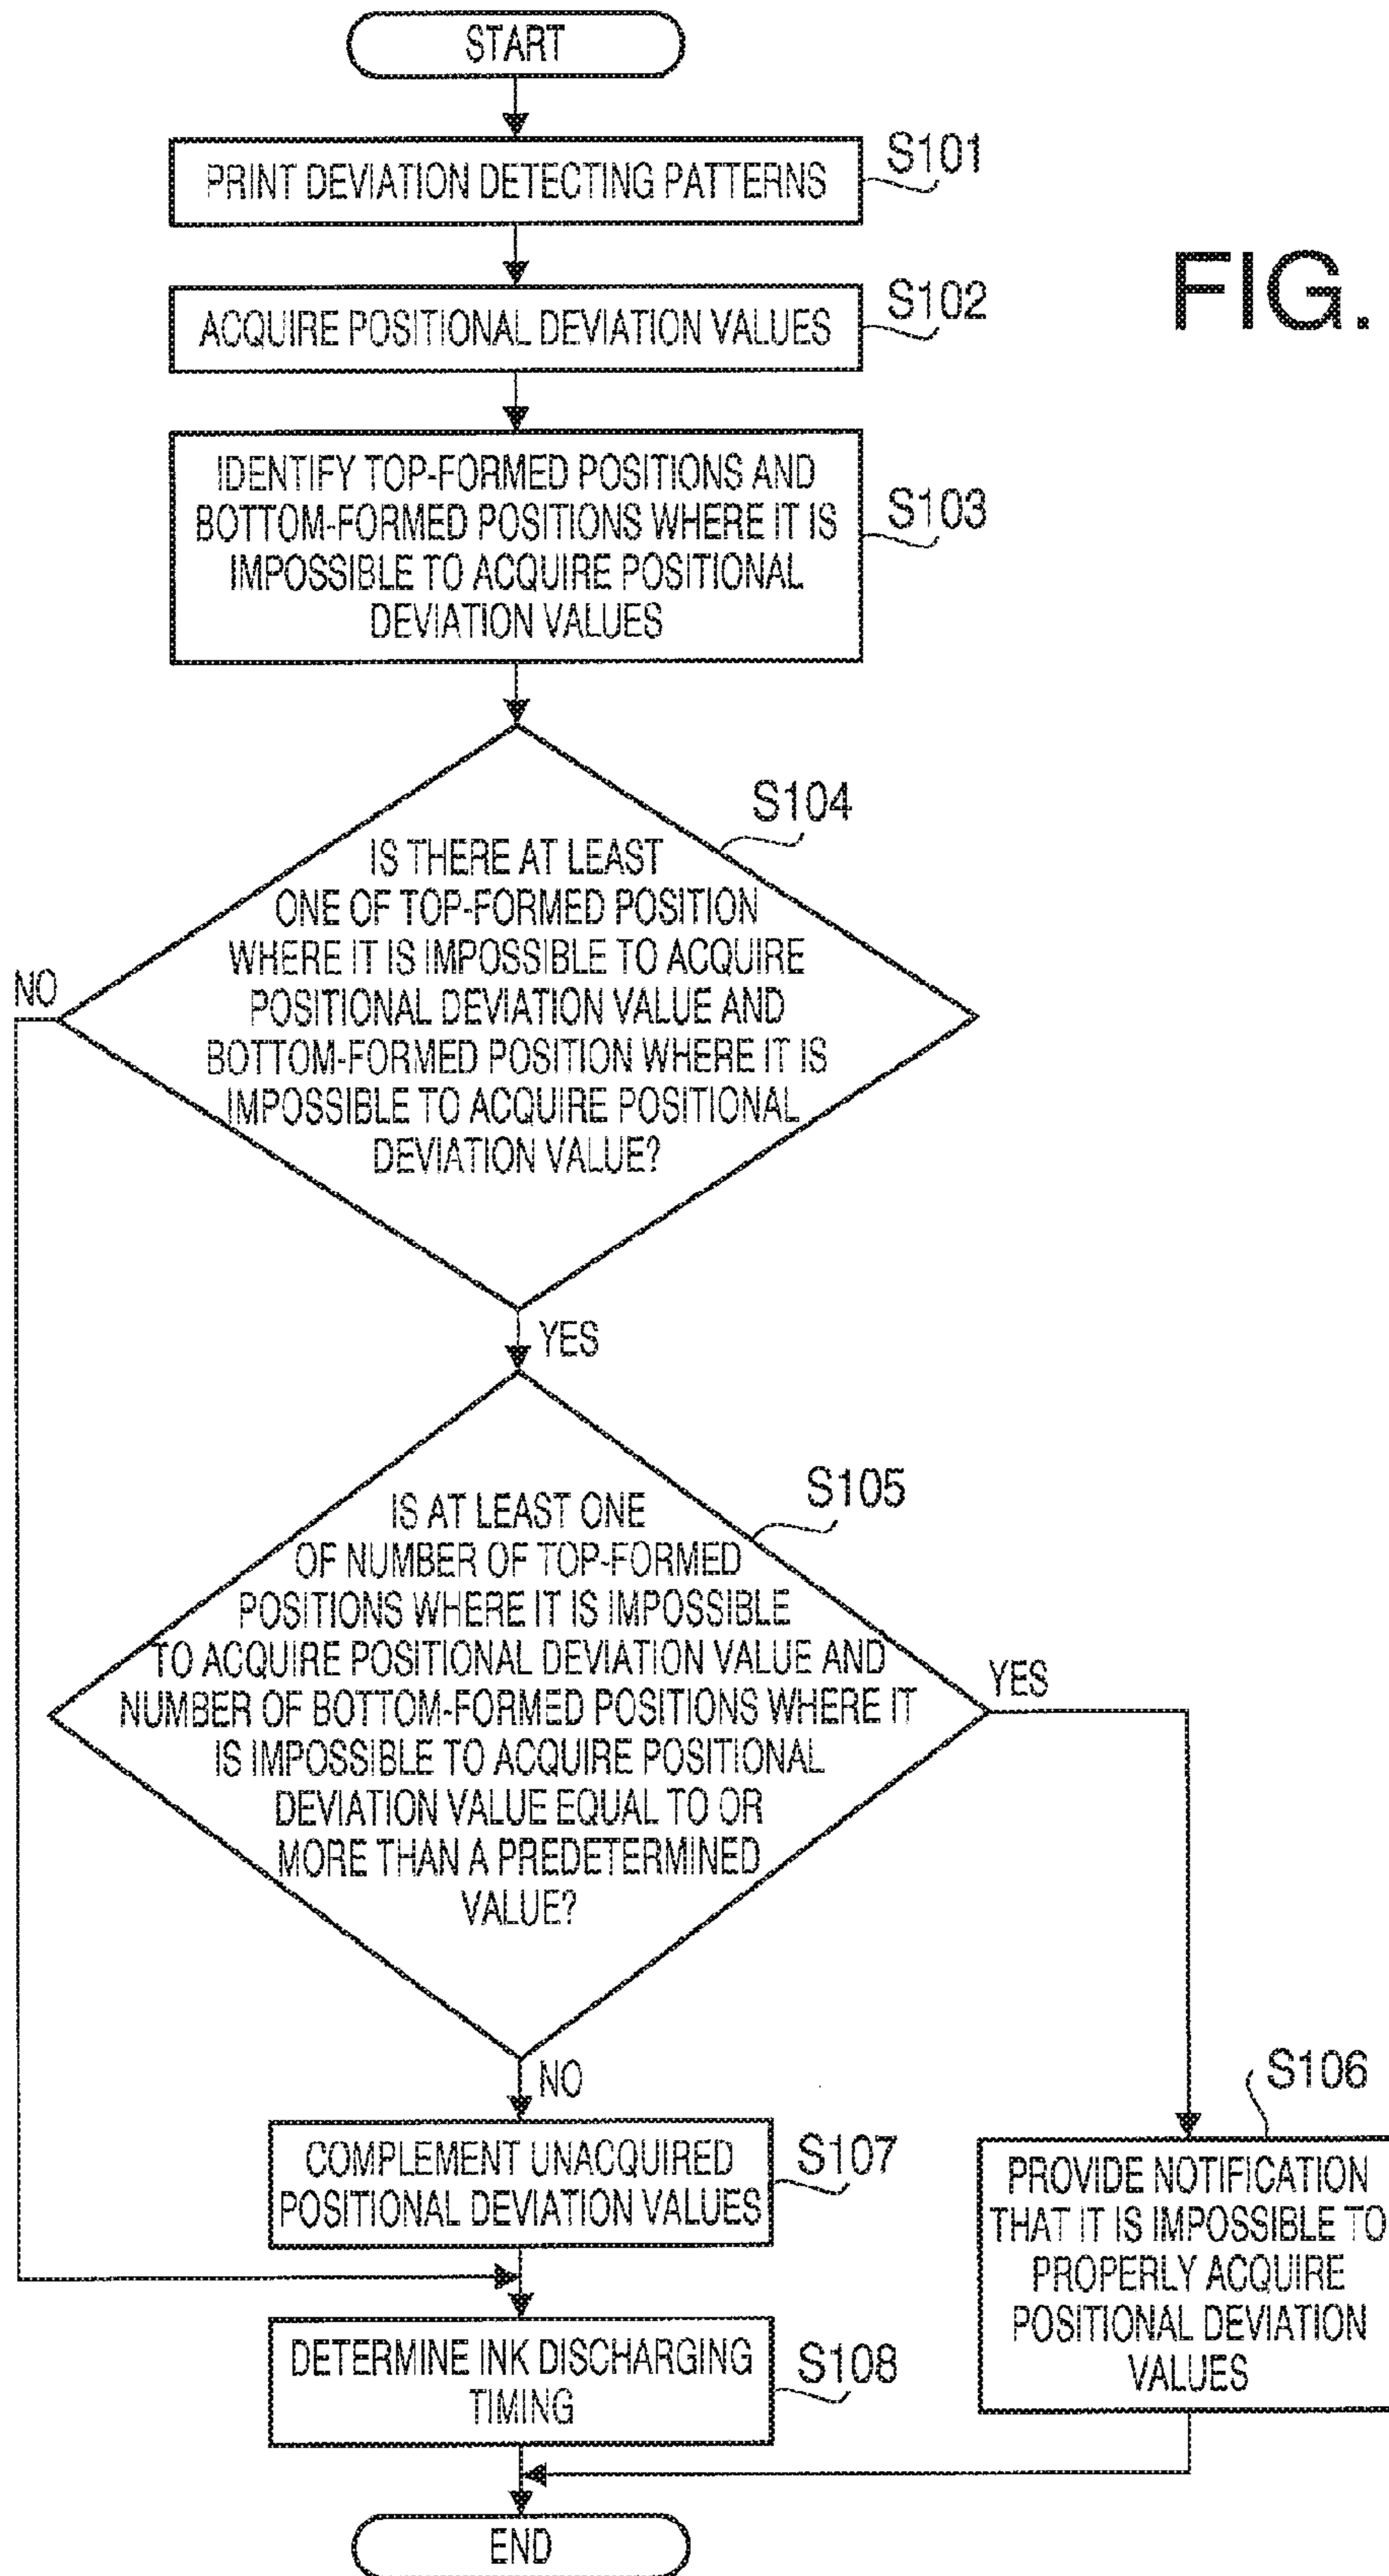 START
PRINT DEVIATION DETECTING PATTERNS
S101
FIG.
ACQUIRE POSITIONAL DEVIATION VALUES
S102
IDENTIFY TOP-FORMED POSITIONS AND
BOTTOM-FORMED POSITIONS WHERE IT IS
IMPOSSIBLE TO ACQUIRE POSITIONAL
DEVIATION VALUES
S103
S104
IS THERE AT LEAST
ONE OF TOP-FORMED POSITION
WHERE IT IS IMPOSSIBLE TO ACQUIRE
POSITIONAL DEVIATION VALUE AND
BOTTOM-FORMED POSITION WHERE IT IS
IMPOSSIBLE TO ACQUIRE POSITIONAL
DEVIATION VALUE?
NO
YES
S105
IS AT LEAST ONE
OF NUMBER OF TOP-FORMED
POSITIONS WHERE IT IS IMPOSSIBLE
TO ACQUIRE POSITIONAL DEVIATION VALUE AND
NUMBER OF BOTTOM-FORMED POSITIONS WHERE IT
IS IMPOSSIBLE TO ACQUIRE POSITIONAL
DEVIATION VALUE EQUAL TO OR
MORE THAN A PREDETERMINED
VALUE?
YES
NO
S106
PROVIDE NOTIFICATION
THAT IT IS IMPOSSIBLE TO
PROPERLY ACQUIRE
POSITIONAL DEVIATION
VALUES
COMPLEMENT UNACQUIRED
POSITIONAL DEVIATION VALUES
S107
DETERMINE INK DISCHARGING
TIMING
S108
END